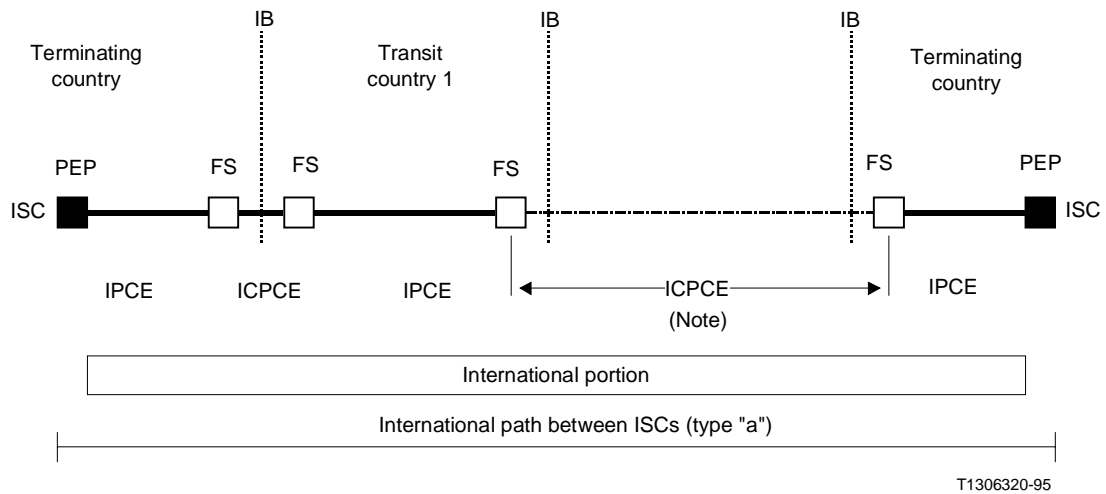 IB IB IB
Terminating country
Transit country 1
Terminating country
PEP FS FS FS FS PEP
ISC ISC
IPCE ICPCE IPCE ICPCE IPCE
(Note)
International portion
International path between ISCs (type "a")
T1306320-95